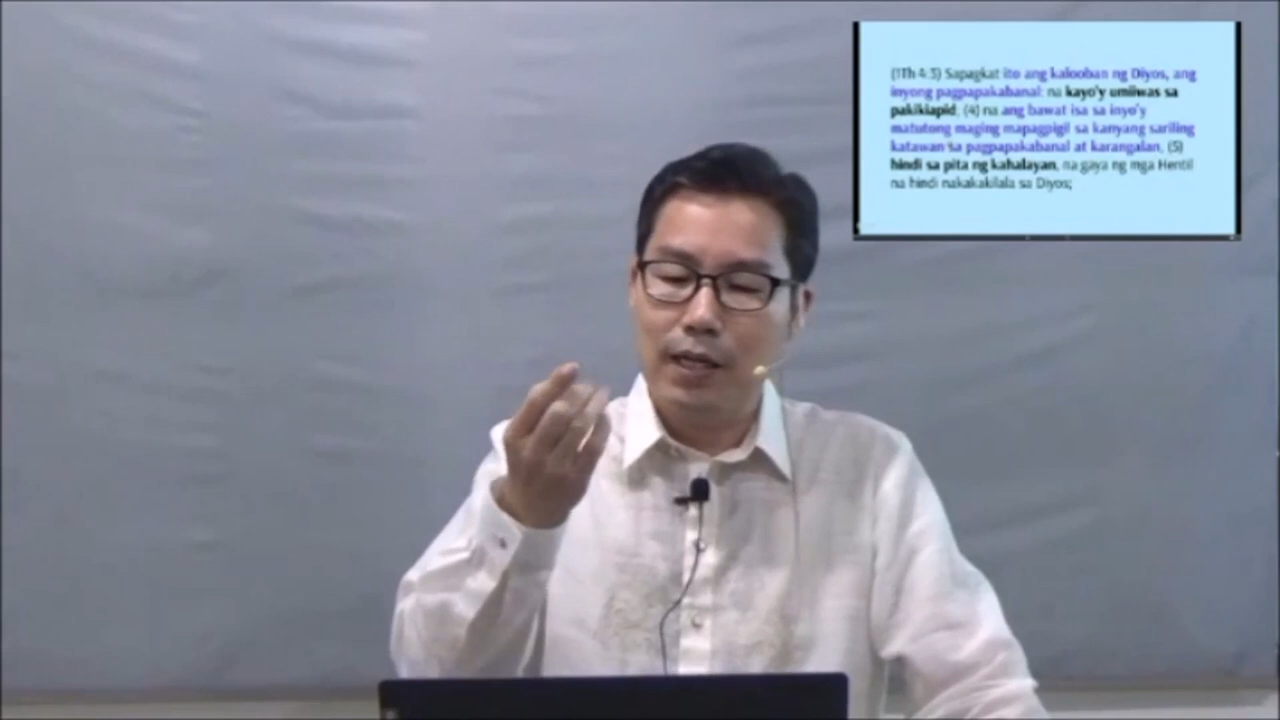 (1Th 4:3) Sapagkat ito ang kalooban ng Diyos, ang
inyong pagpapakabanal: na kayo'y umiiwas sa
pakikiapid; (4) na ang bawat isa sa inyo'y
matutong maging mapagpigil sa kanyang sariling
katawan sa pagpapakabanal at karangalan, (5)
hindi sa pita ng kahalayan, na gaya ng mga Hentil
na hindi nakakakilala sa Diyos;